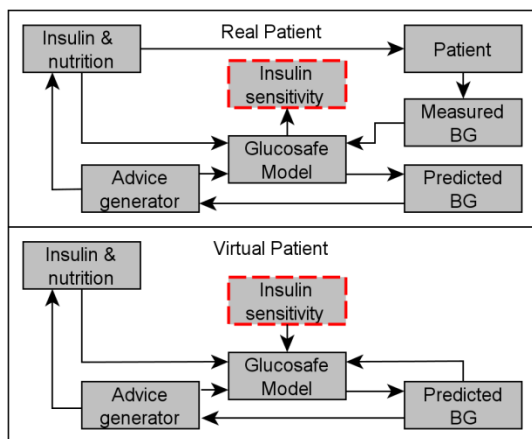 Real Patient
Insulin &
nutrition
Patient
Insulin
sensitivity
Measured
BG
Glucosafe
Model
Advice
generator
Predicted
BG
Virtual Patient
Insulin &
nutrition
Insulin
sensitivity
Glucosafe
Model
Advice
generator
Predicted
BG